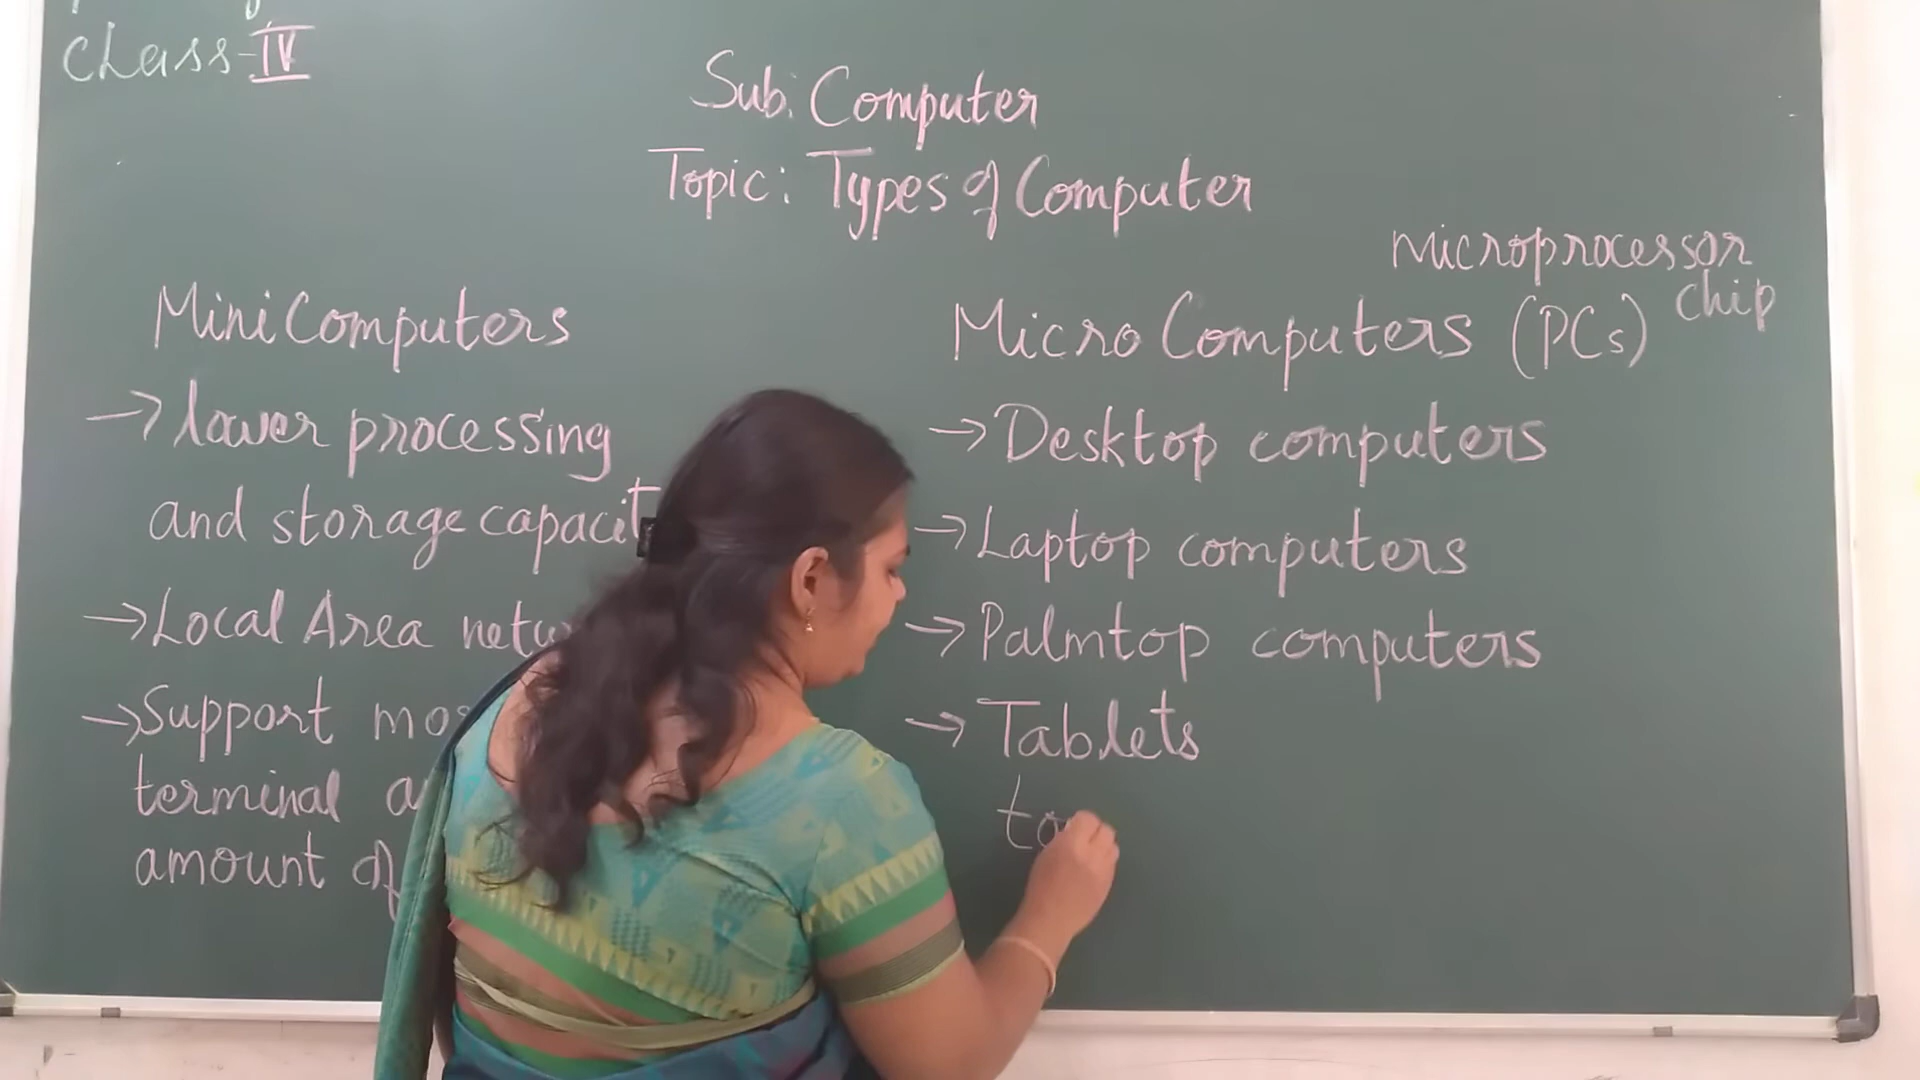 Class-IV
Sub: Computer
Topic: Types of Computer
Mini Computers
→ lower processing
and storage capacit
→ Local Area netw
→ Support mo
terminal a
amount of
Microprocessor
chip
Micro Computers (PCs)
→ Desktop computers
→ Laptop computers
→ Palmtop computers
→ Tablets
to